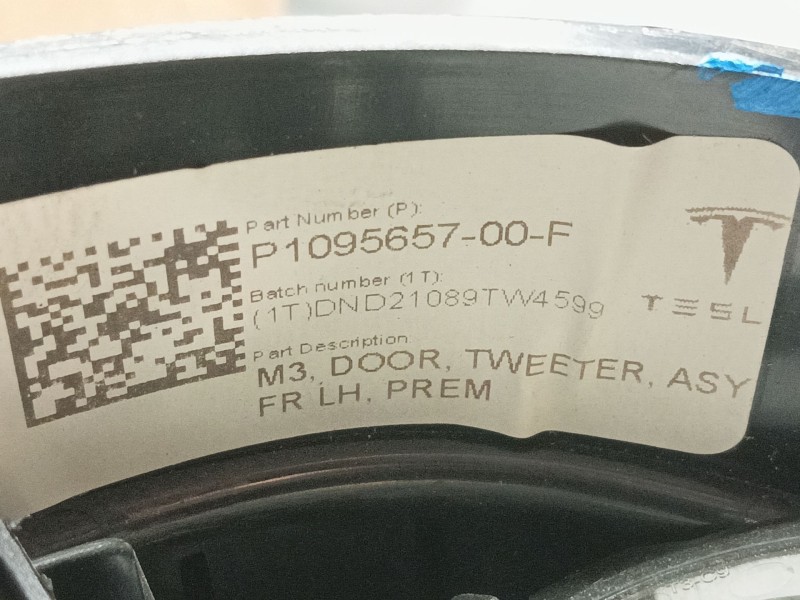 Part Number (P):
P1095657-00-F
Batch number (1T):
(1T)DND21089TW4599
TESL
Part Description
M3, DOOR, TWEETER, ASY
FR LH, PREM